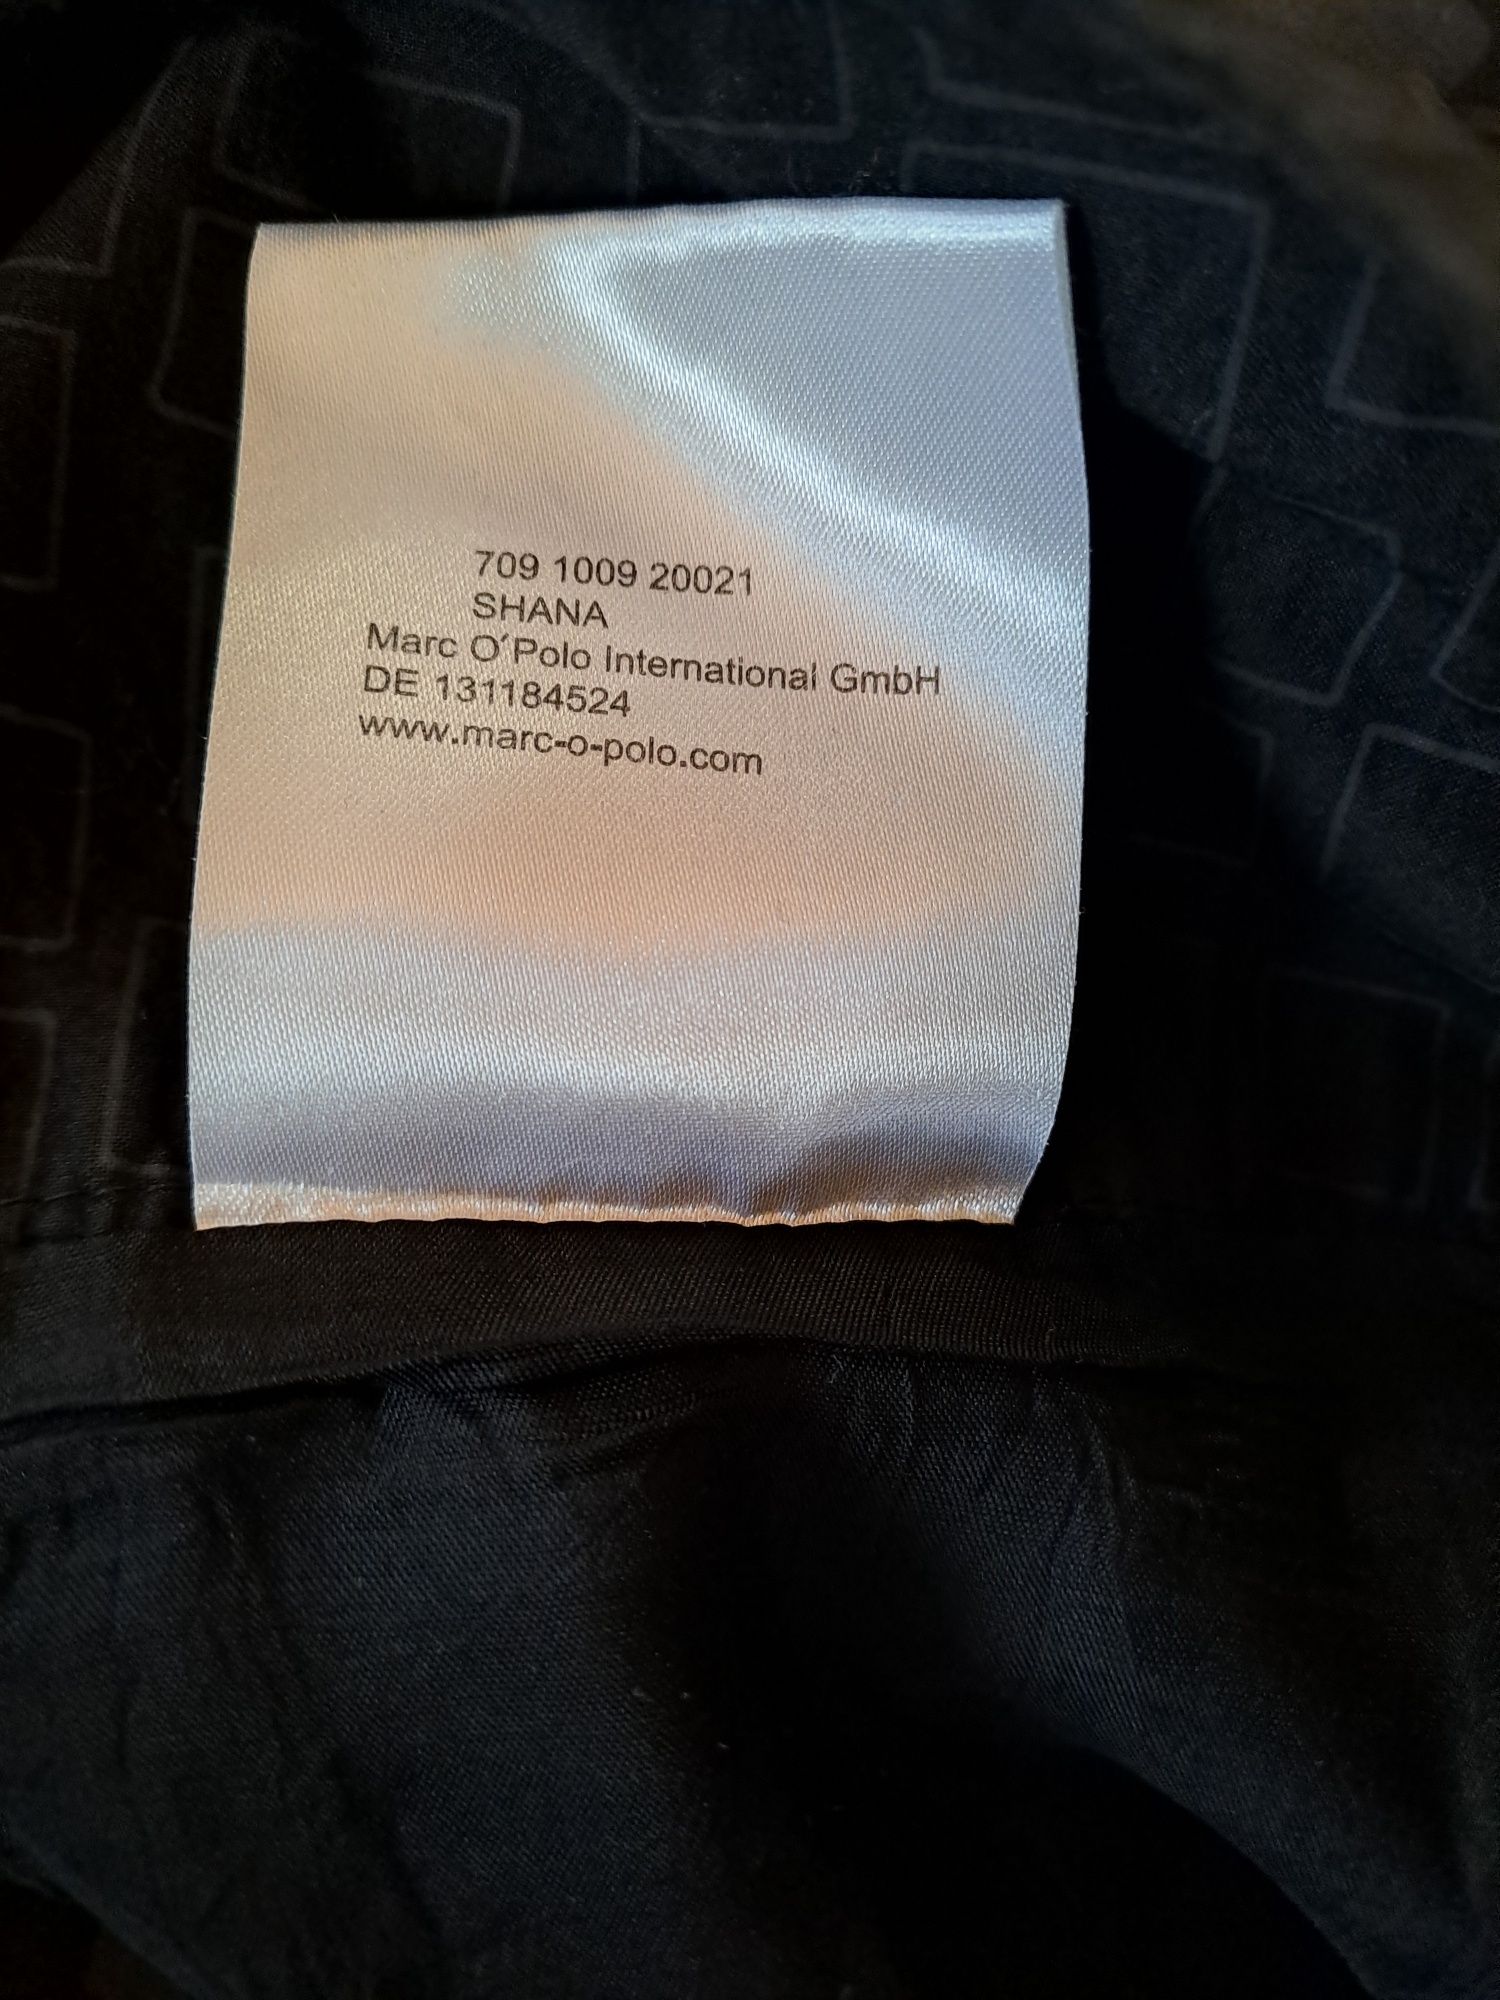 709 1009 20021
SHANA
Marc O´Polo International GmbH
DE 131184524
www.marc-o-polo.com